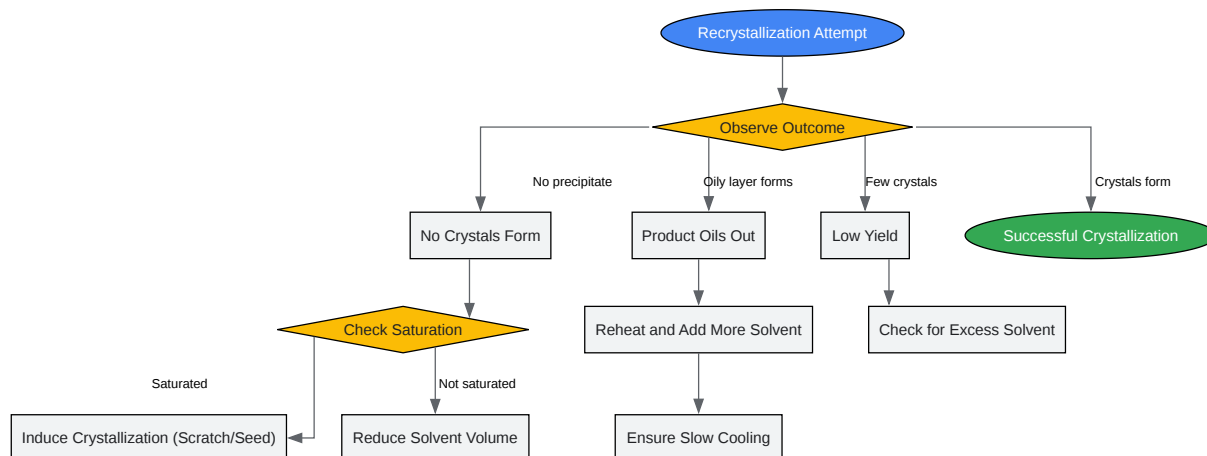 Recrystallization Attempt
Observe Outcome
No precipitate
Oily layer forms
Few crystals
Crystals form
No Crystals Form
Product Oils Out
Low Yield
Successful Crystallization
Check Saturation
Reheat and Add More Solvent
Check for Excess Solvent
Saturated
Not saturated
Induce Crystallization (Scratch/Seed)
Reduce Solvent Volume
Ensure Slow Cooling